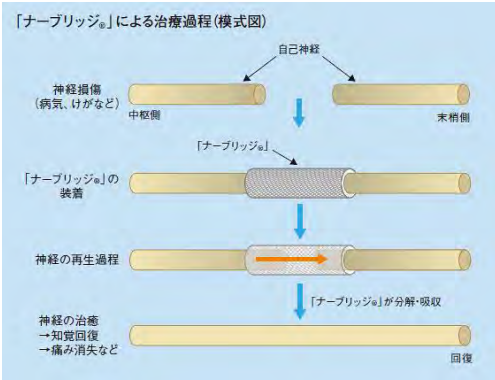 「ナーブリッジ®」による治療過程(模式図)
自己神経
神経損傷
(病気、けがなど)
中枢側
末梢側
「ナーブリッジ®」
「ナーブリッジ®」の
装着
神経の再生過程
「ナーブリッジ®」が分解・吸収
神経の治癒
→知覚回復
→痛み消失など
回復